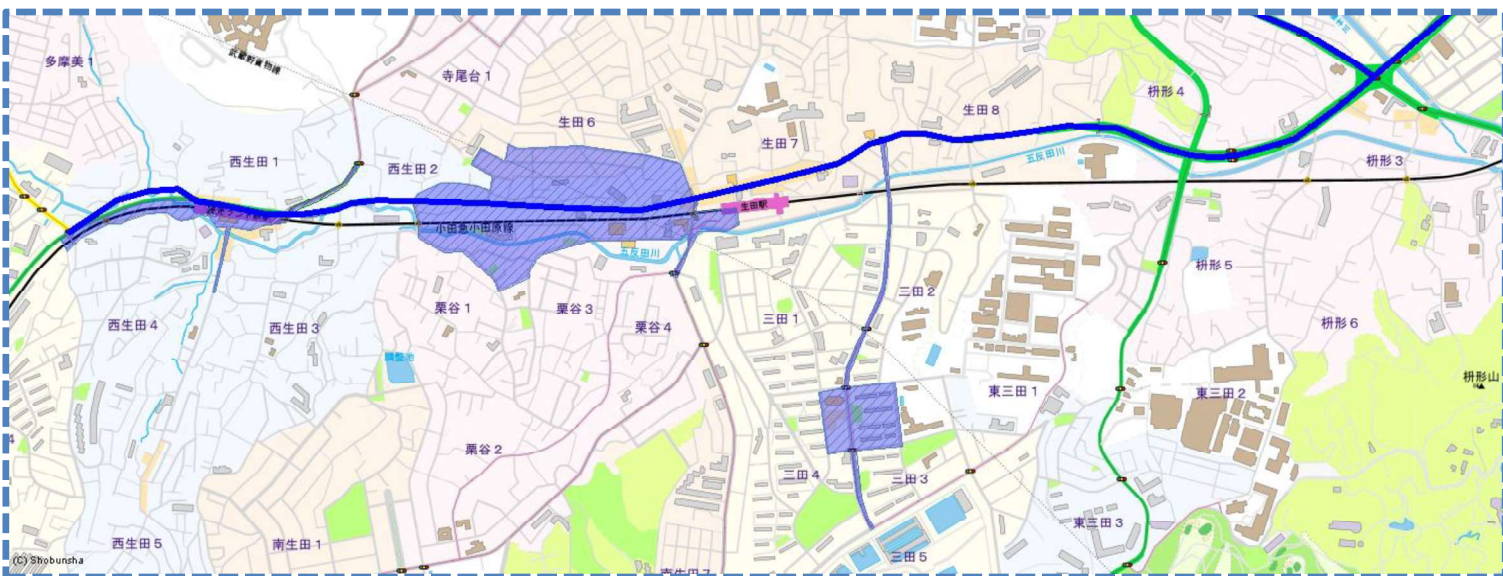 多摩美1
武蔵野貨物線
寺尾台1
生田6
生田7
生田8
枡形4
枡形3
西生田1
西生田2
五反田川
生田駅
小田急小田原線
五反田川
枡形5
栗谷1
栗谷3
栗谷4
三田1
三田2
西生田4
西生田3
枡形6
調整池
東三田1
東三田2
枡形山
栗谷2
三田4
三田3
東三田3
西生田5
南生田1
三田5
(C) Shobunsha